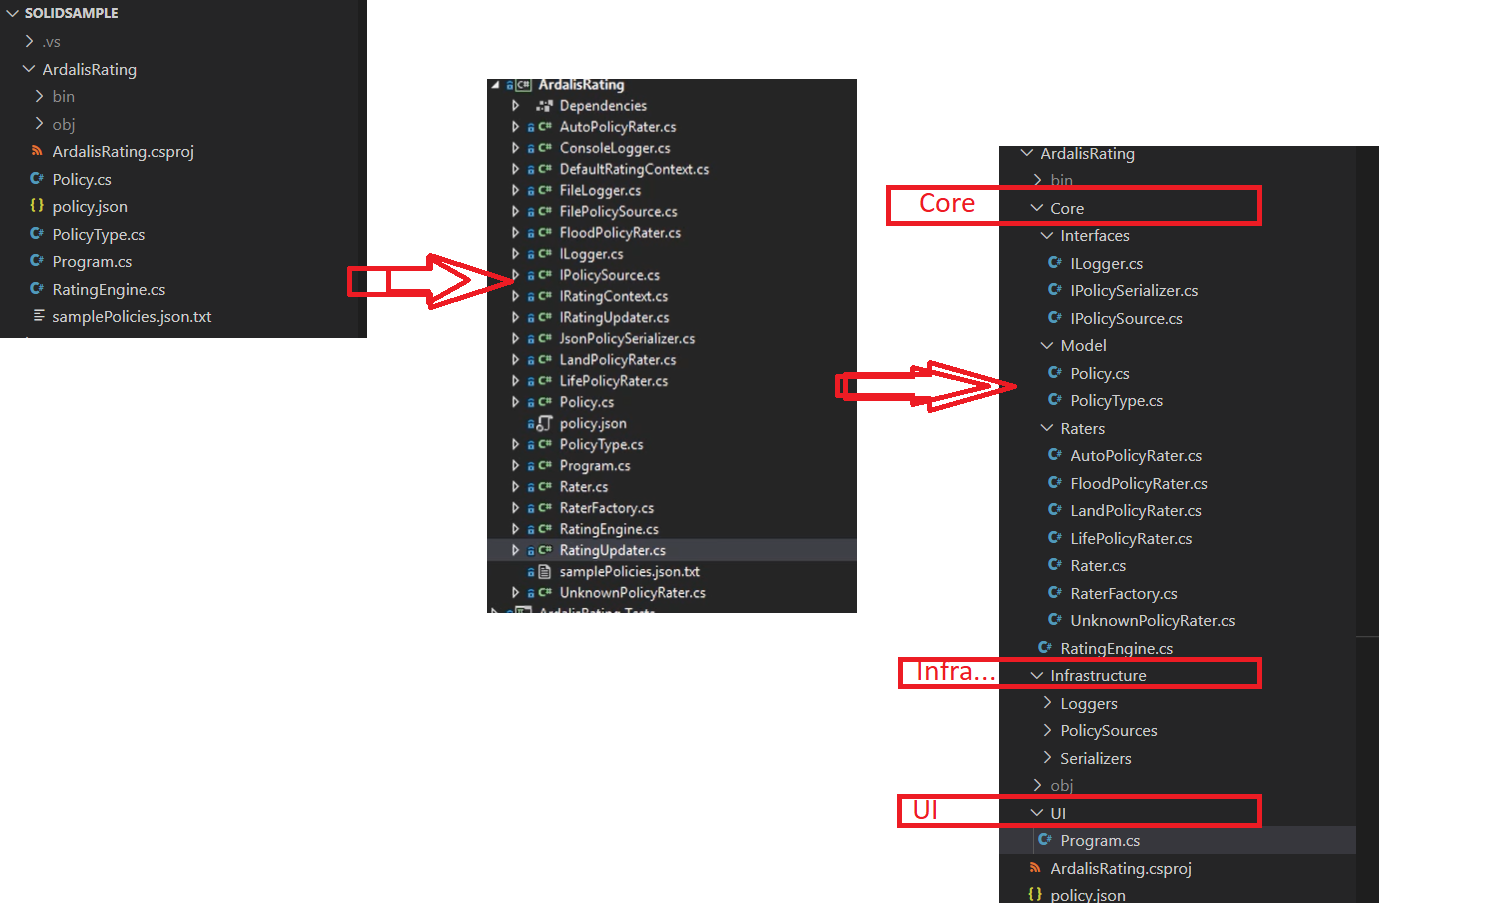 SOLIDSAMPLE
.vs
ArdalisRating
bin
obj
ArdalisRating.csproj
Policy.cs
policy.json
PolicyType.cs
Program.cs
RatingEngine.cs
samplePolicies.json.txt
ArdalisRating
Dependencies
AutoPolicyRater.cs
ConsoleLogger.cs
DefaultRatingContext.cs
FileLogger.cs
FilePolicySource.cs
FloodPolicyRater.cs
ILogger.cs
IPolicySource.cs
IRatingContext.cs
IRatingUpdater.cs
JsonPolicySerializer.cs
LandPolicyRater.cs
LifePolicyRater.cs
Policy.cs
policy.json
PolicyType.cs
Program.cs
Rater.cs
RaterFactory.cs
RatingEngine.cs
RatingUpdater.cs
samplePolicies.json.txt
UnknownPolicyRater.cs
ArdalisRating.Tests
ArdalisRating
bin
Core
Core
Interfaces
ILogger.cs
IPolicySerializer.cs
IPolicySource.cs
Model
Policy.cs
PolicyType.cs
Raters
AutoPolicyRater.cs
FloodPolicyRater.cs
LandPolicyRater.cs
LifePolicyRater.cs
Rater.cs
RaterFactory.cs
UnknownPolicyRater.cs
RatingEngine.cs
Infra...
Infrastructure
Loggers
PolicySources
Serializers
obj
UI
UI
Program.cs
ArdalisRating.csproj
policy.json